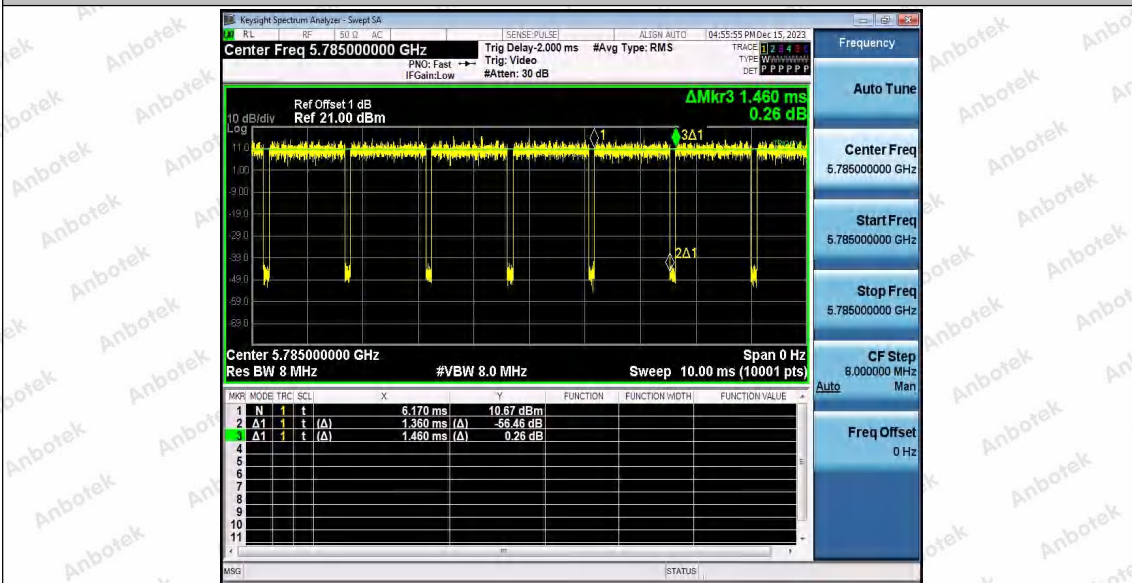 Keysight Spectrum Analyzer - Swept SA
RL RF 50 Ω AC SENSE:PULSE ALIGN AUTO 04:55:55 PM Dec 15, 2023
Center Freq 5.785000000 GHz Trig Delay-2.000 ms #Avg Type: RMS TRACE 1 2 3 4 5 6
PNO: Fast Trig: Video TYPE W
IFGain:Low #Atten: 30 dB DET P P P P P P
Frequency
Auto Tune
Center Freq
5.785000000 GHz
Start Freq
5.785000000 GHz
Stop Freq
5.785000000 GHz
CF Step
8.000000 MHz
Auto Man
Freq Offset
0 Hz
ΔMkr3 1.460 ms
0.26 dB
Ref Offset 1 dB
10 dB/div Ref 21.00 dBm
Log
11.0
1.00
-9.00
-19.0
-29.0
-39.0
-49.0
-59.0
-69.0
1
3Δ1
2Δ1
Center 5.785000000 GHz Span 0 Hz
Res BW 8 MHz #VBW 8.0 MHz Sweep 10.00 ms (10001 pts)
MKR MODE TRC SCL X Y FUNCTION FUNCTION WIDTH FUNCTION VALUE
1 N 1 t 6.170 ms 10.67 dBm
2 Δ1 1 t (Δ) 1.360 ms (Δ) -56.46 dB
3 Δ1 1 t (Δ) 1.460 ms (Δ) 0.26 dB
4
5
6
7
8
9
10
11
MSG STATUS
Anbotek